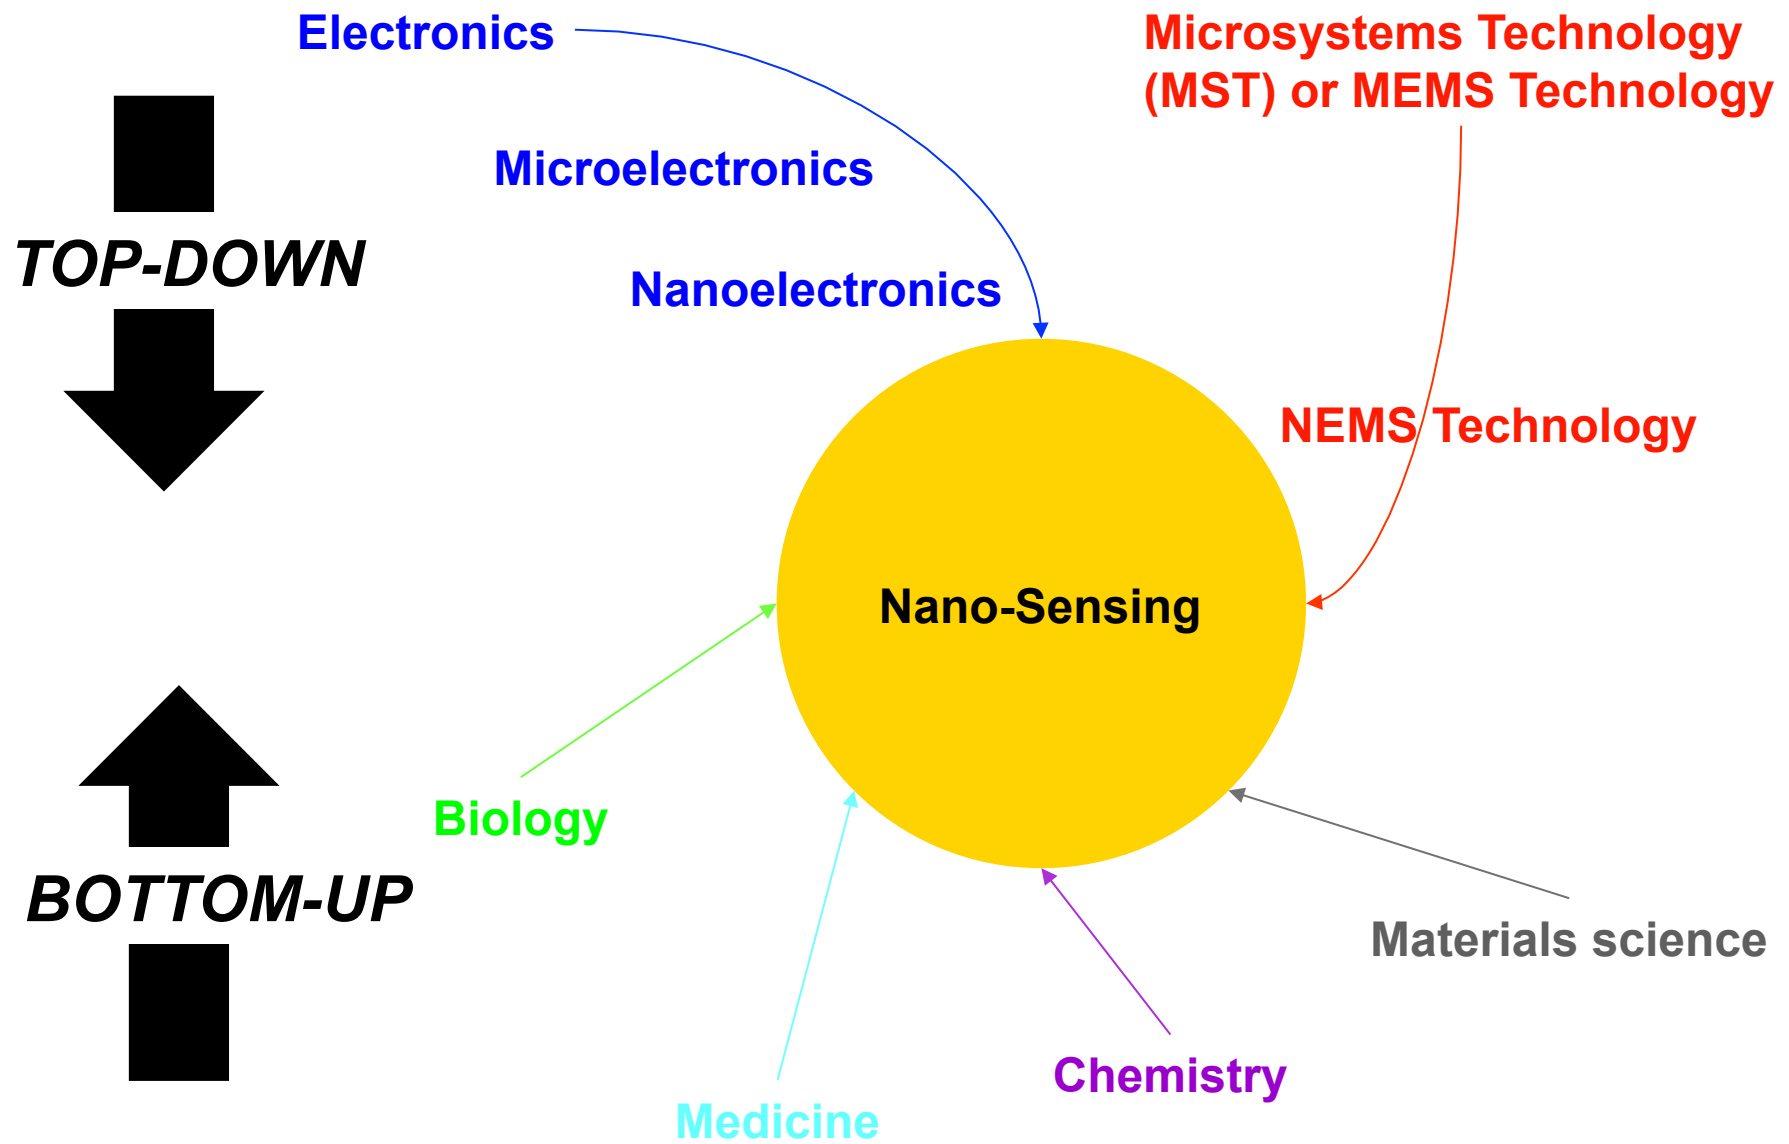 Electronics
Microsystems Technology
(MST) or MEMS Technology
Microelectronics
TOP-DOWN
Nanoelectronics
NEMS Technology
Nano-Sensing
Biology
BOTTOM-UP
Materials science
Chemistry
Medicine